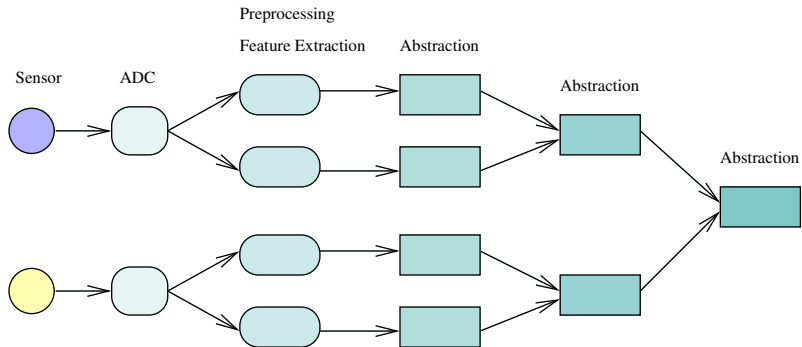 Preprocessing
Feature Extraction
Abstraction
Sensor
ADC
Abstraction
Abstraction